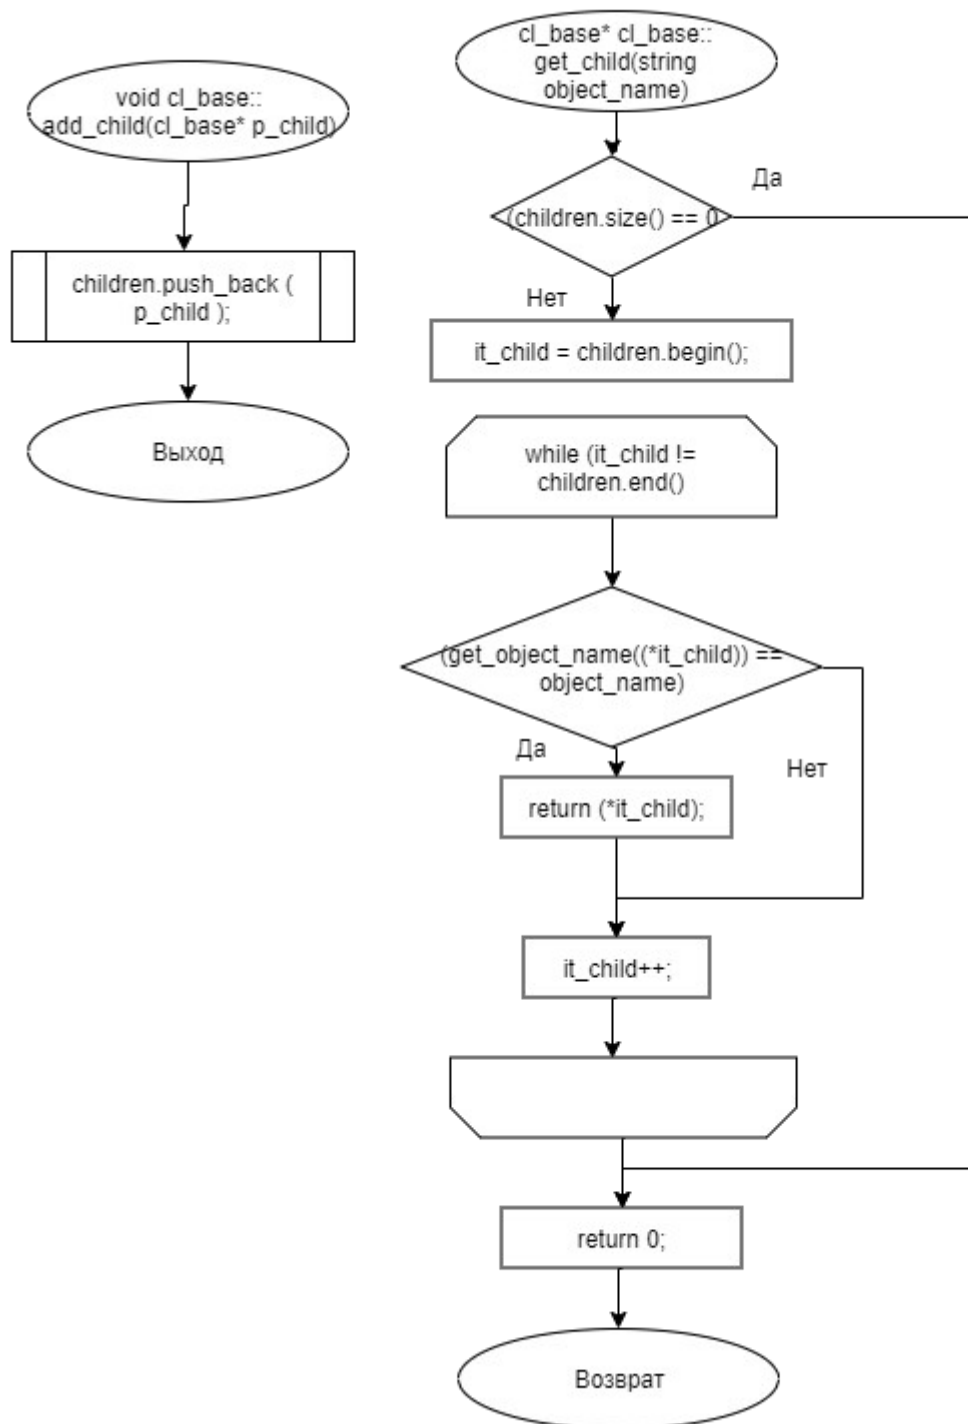 void cl_base::
add_child(cl_base* p_child)
children.push_back (
p_child );
Выход
cl_base* cl_base::
get_child(string
object_name)
(children.size() == 0
Да
Нет
it_child = children.begin();
while (it_child !=
children.end()
(get_object_name((*it_child)) ==
object_name)
Да
Нет
return (*it_child);
it_child++;
return 0;
Возврат